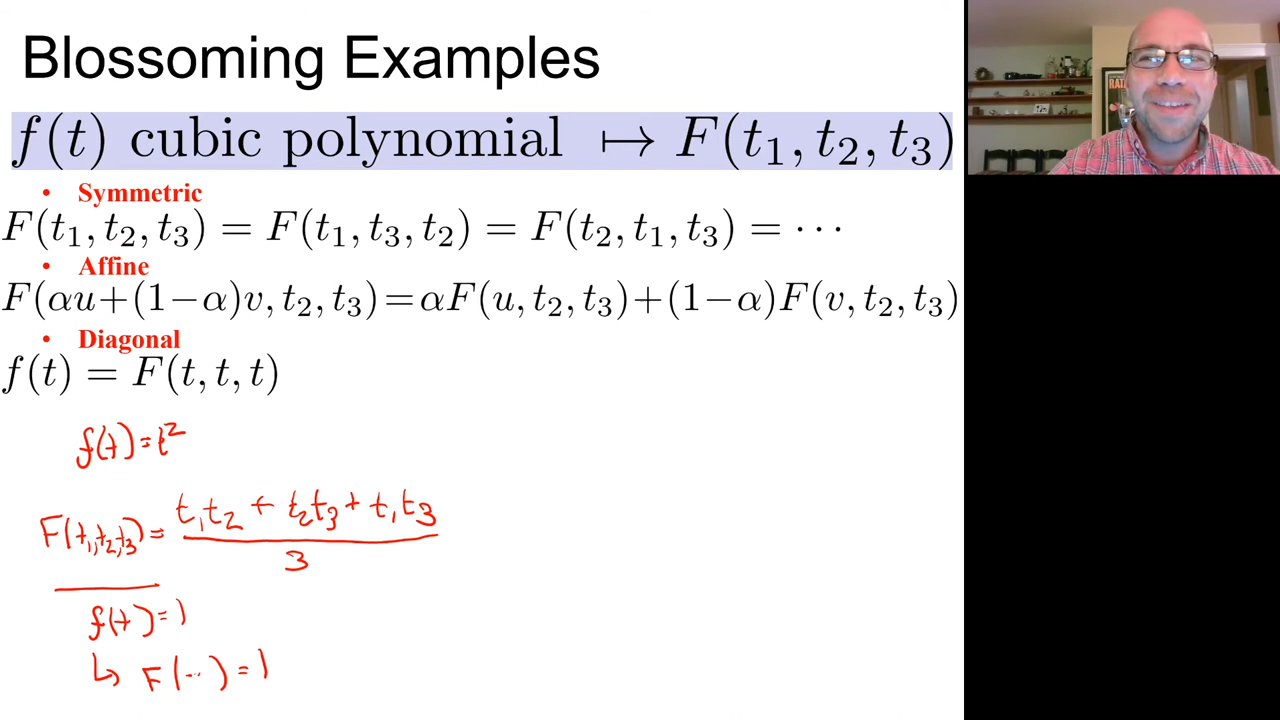 Blossoming Examples
f(t) cubic polynomial ↦ F(t₁, t₂, t₃)
• Symmetric
F(t₁, t₂, t₃) = F(t₁, t₃, t₂) = F(t₂, t₁, t₃) = ⋯
• Affine
F(αu+(1−α)v, t₂, t₃)=αF(u, t₂, t₃)+(1−α)F(v, t₂, t₃)
• Diagonal
f(t) = F(t, t, t)
f(t)=t²
F(t₁,t₂,t₃)= t₁t₂ + t₂t₃ + t₁t₃
3
f(t)=1
↳ F(⋯)=1